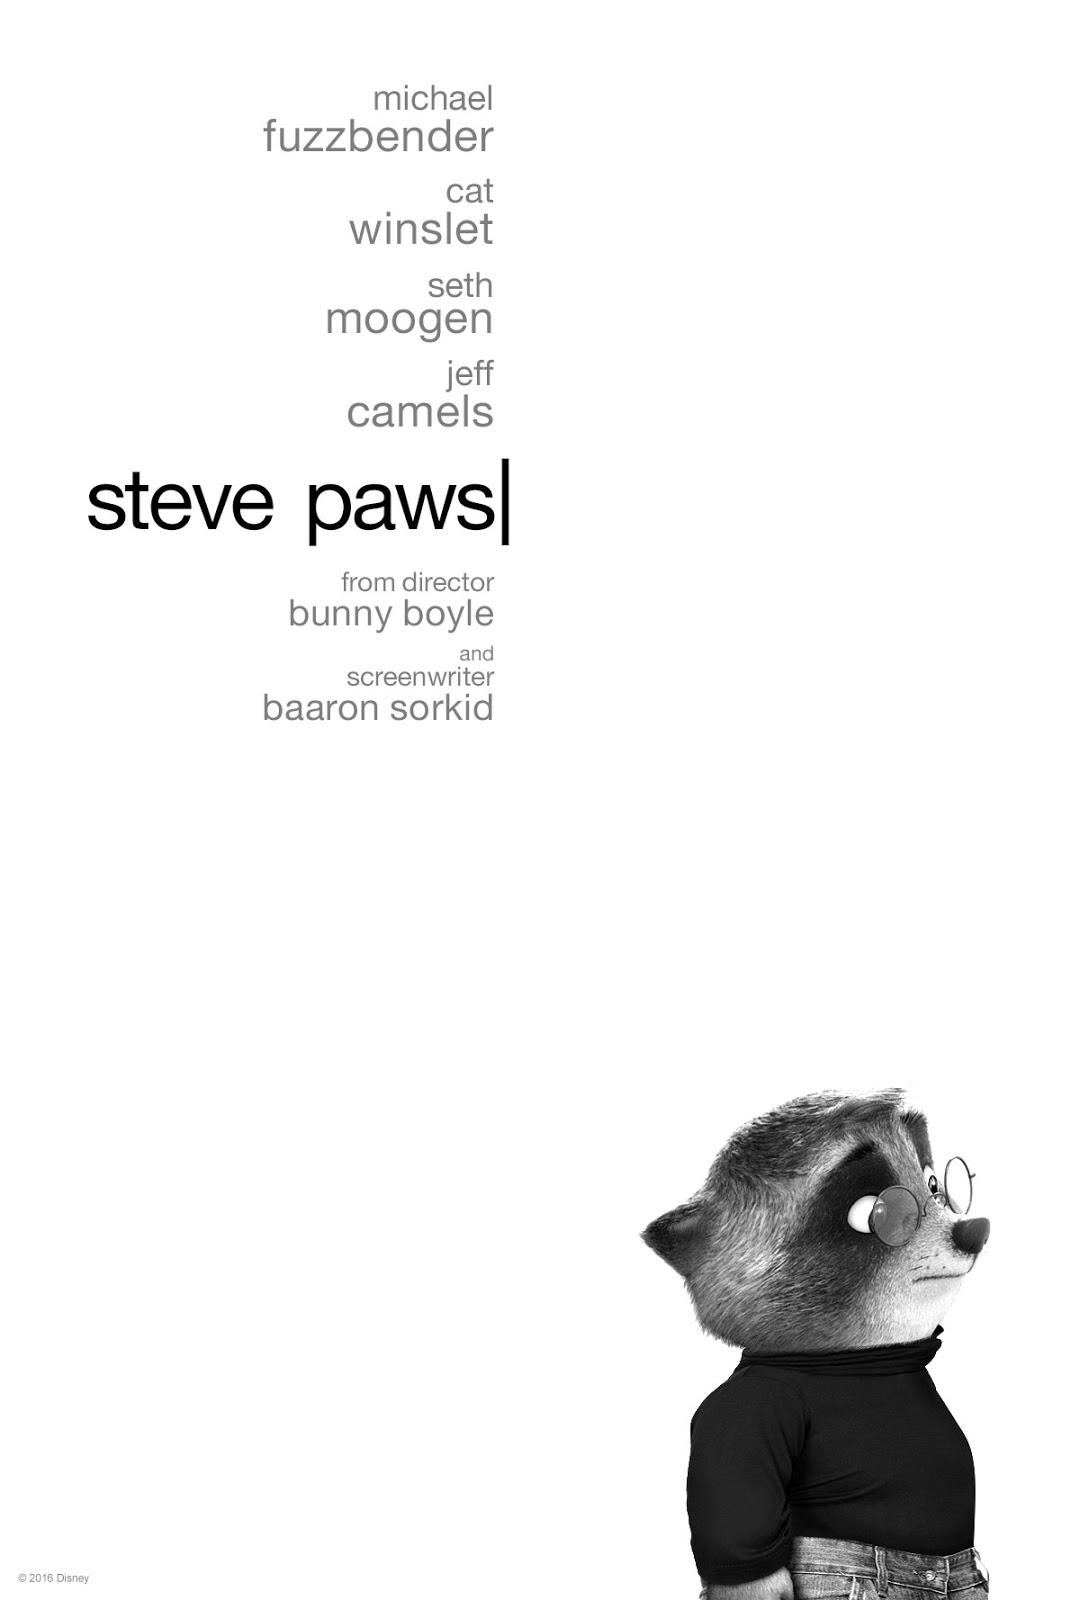 michael
fuzzbender
cat
winslet
seth
moogen
jeff
camels
steve paws|
from director
bunny boyle
and
screenwriter
baaron sorkid
© 2016 Disney